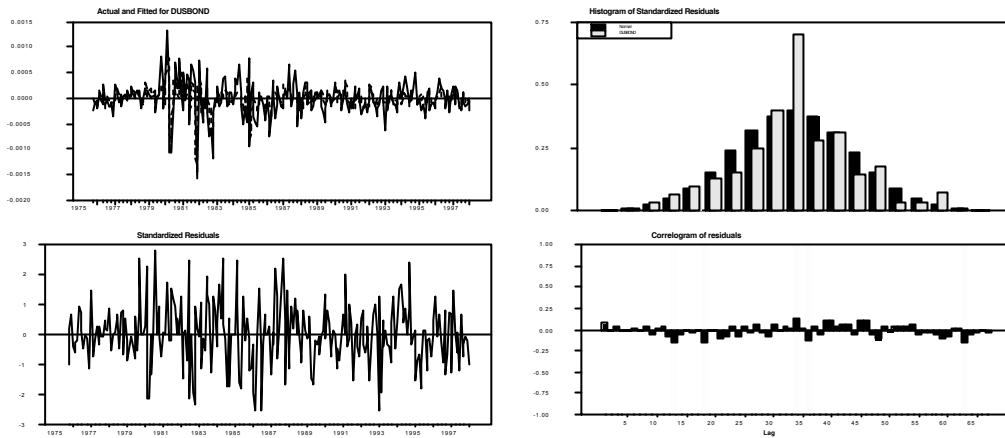 Actual and Fitted for DUSBOND
0.0015
0.0010
0.0005
0.0000
-0.0005
-0.0010
-0.0015
-0.0020
1975 1977 1979 1981 1983 1985 1987 1989 1991 1993 1995 1997
Histogram of Standardized Residuals
Normal
DUSBOND
0.75
0.50
0.25
0.00
Standardized Residuals
3
2
1
0
-1
-2
-3
1975 1977 1979 1981 1983 1985 1987 1989 1991 1993 1995 1997
Correlogram of residuals
1.00
0.75
0.50
0.25
0.00
-0.25
-0.50
-0.75
-1.00
5 10 15 20 25 30 35 40 45 50 55 60 65
Lag